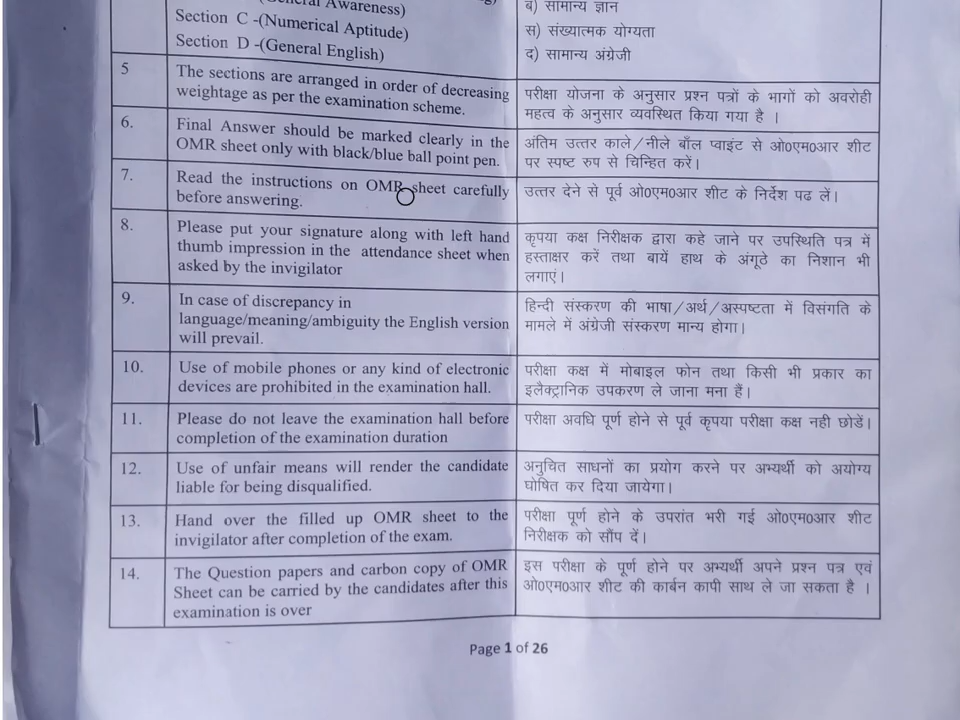 Awareness)
Section C -(Numerical Aptitude)
Section D -(General English)
ब) सामान्य ज्ञान
स) संख्यात्मक योग्यता
द) सामान्य अंग्रेजी
5
The sections are arranged in order of decreasing
weightage as per the examination scheme.
परीक्षा योजना के अनुसार प्रश्न पत्रों के भागों को अवरोही
महत्व के अनुसार व्यवस्थित किया गया है ।
6.
Final Answer should be marked clearly in the
OMR sheet only with black/blue ball point pen.
अंतिम उत्तर काले/नीले बॉल प्वाइंट से ओ0एम0आर शीट
पर स्पष्ट रुप से चिन्हित करें।
7.
Read the instructions on OMR sheet carefully
before answering.
उत्तर देने से पूर्व ओ0एम0आर शीट के निर्देश पढ लें।
8.
Please put your signature along with left hand
thumb impression in the attendance sheet when
asked by the invigilator
कृपया कक्ष निरीक्षक द्वारा कहे जाने पर उपस्थिति पत्र में
हस्ताक्षर करें तथा बायें हाथ के अंगूठे का निशान भी
लगाएं।
9.
In case of discrepancy in
language/meaning/ambiguity the English version
will prevail.
हिन्दी संस्करण की भाषा/अर्थ/अस्पष्टता में विसंगति के
मामले में अंग्रेजी संस्करण मान्य होगा।
10.
Use of mobile phones or any kind of electronic
devices are prohibited in the examination hall.
परीक्षा कक्ष में मोबाइल फोन तथा किसी भी प्रकार का
इलैक्ट्रानिक उपकरण ले जाना मना हैं।
11.
Please do not leave the examination hall before
completion of the examination duration
परीक्षा अवधि पूर्ण होने से पूर्व कृपया परीक्षा कक्ष नही छोडें।
12.
Use of unfair means will render the candidate
liable for being disqualified.
अनुचित साधनों का प्रयोग करने पर अभ्यर्थी को अयोग्य
घोषित कर दिया जायेगा।
13.
Hand over the filled up OMR sheet to the
invigilator after completion of the exam.
परीक्षा पूर्ण होने के उपरांत भरी गई ओ0एम0आर शीट
निरीक्षक को सौंप दें।
14.
The Question papers and carbon copy of OMR
Sheet can be carried by the candidates after this
examination is over
इस परीक्षा के पूर्ण होने पर अभ्यर्थी अपने प्रश्न पत्र एवं
ओ0एम0आर शीट की कार्बन कापी साथ ले जा सकता है ।
Page 1 of 26